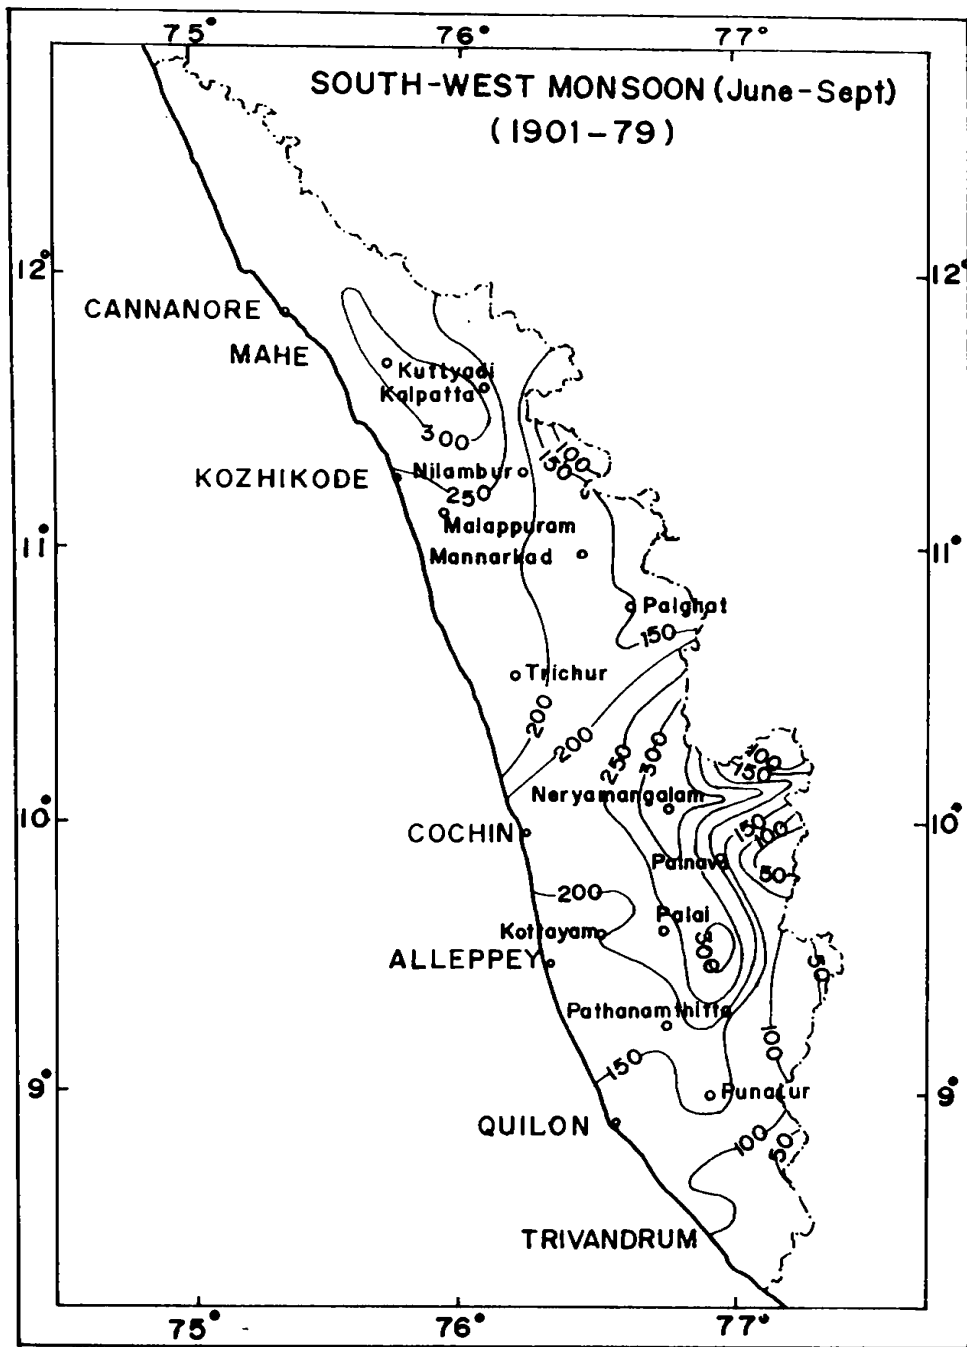 75° 76° 77°
SOUTH-WEST MONSOON (June-Sept)
(1901-79)
12° 12°
CANNANORE
MAHE
Kuttyadi
Kalpatta
300
100
150
KOZHIKODE
Nilambur
250
Malappuram
11° 11°
Mannarkad
Palghat
150
Trichur
200
200
250
300
100
150
Neryamangalam
10° 10°
COCHIN
150
100
Painavu
50
200
Palai
Kottayam
300
ALLEPPEY
50
Pathanamthitta
100
150
9° 9°
Punalur
QUILON
100
50
TRIVANDRUM
75° 76° 77°